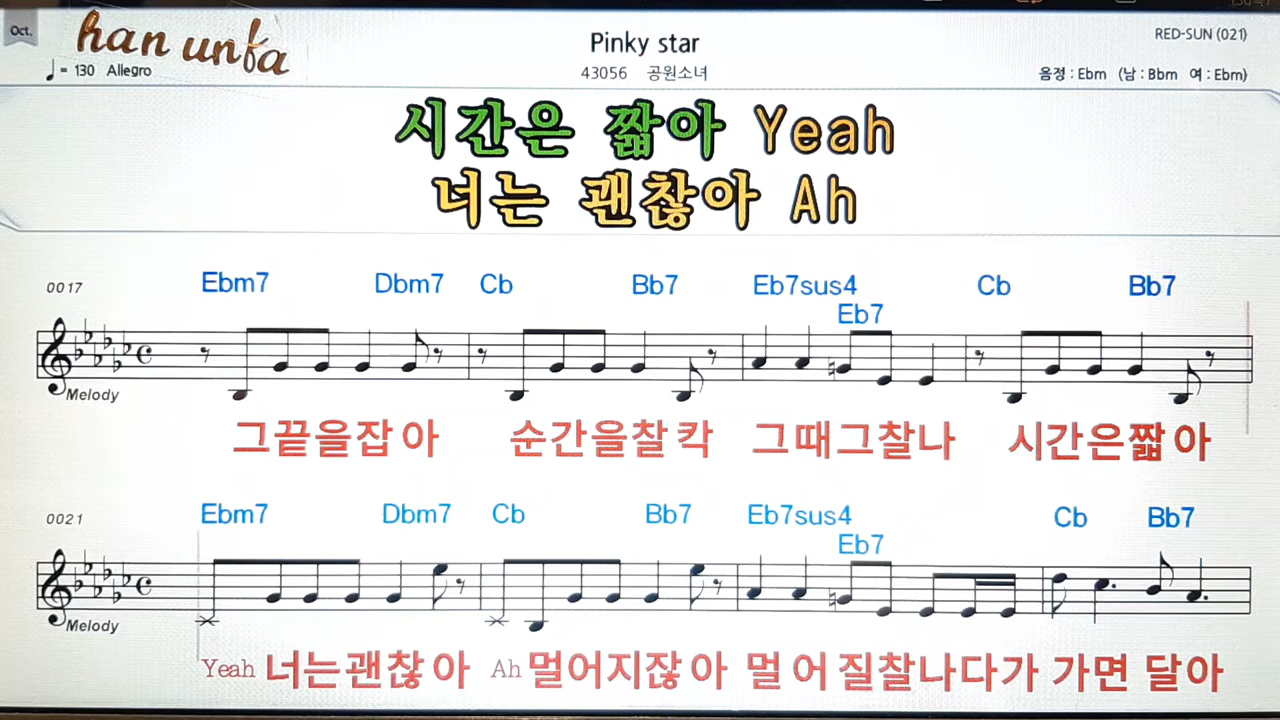 Oct.
han unfa
Pinky star
RED-SUN (021)
♩= 130 Allegro
43056 공원소녀
음정 : Ebm (남 : Bbm 여 : Ebm)
시간은 짧아 Yeah
너는 괜찮아 Ah
0017 Ebm7 Dbm7 Cb Bb7 Eb7sus4 Cb Bb7
Eb7
Melody
그끝을잡아 순간을찰칵 그때그찰나 시간은짧아
0021 Ebm7 Dbm7 Cb Bb7 Eb7sus4 Cb Bb7
Eb7
Melody
Yeah 너는괜찮아 Ah 멀어지잖아 멀어질찰나다가 가면 달아